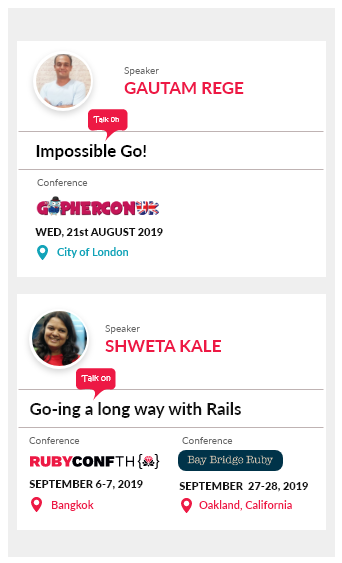 Speaker
GAUTAM REGE
Talk On
Impossible Go!
Conference
GOPHERCON
WED, 21st AUGUST 2019
City of London
Speaker
SHWETA KALE
Talk on
Go-ing a long way with Rails
Conference
RUBYCONFTH{}
SEPTEMBER 6-7, 2019
Bangkok
Conference
Bay Bridge Ruby
SEPTEMBER 27-28, 2019
Oakland, California